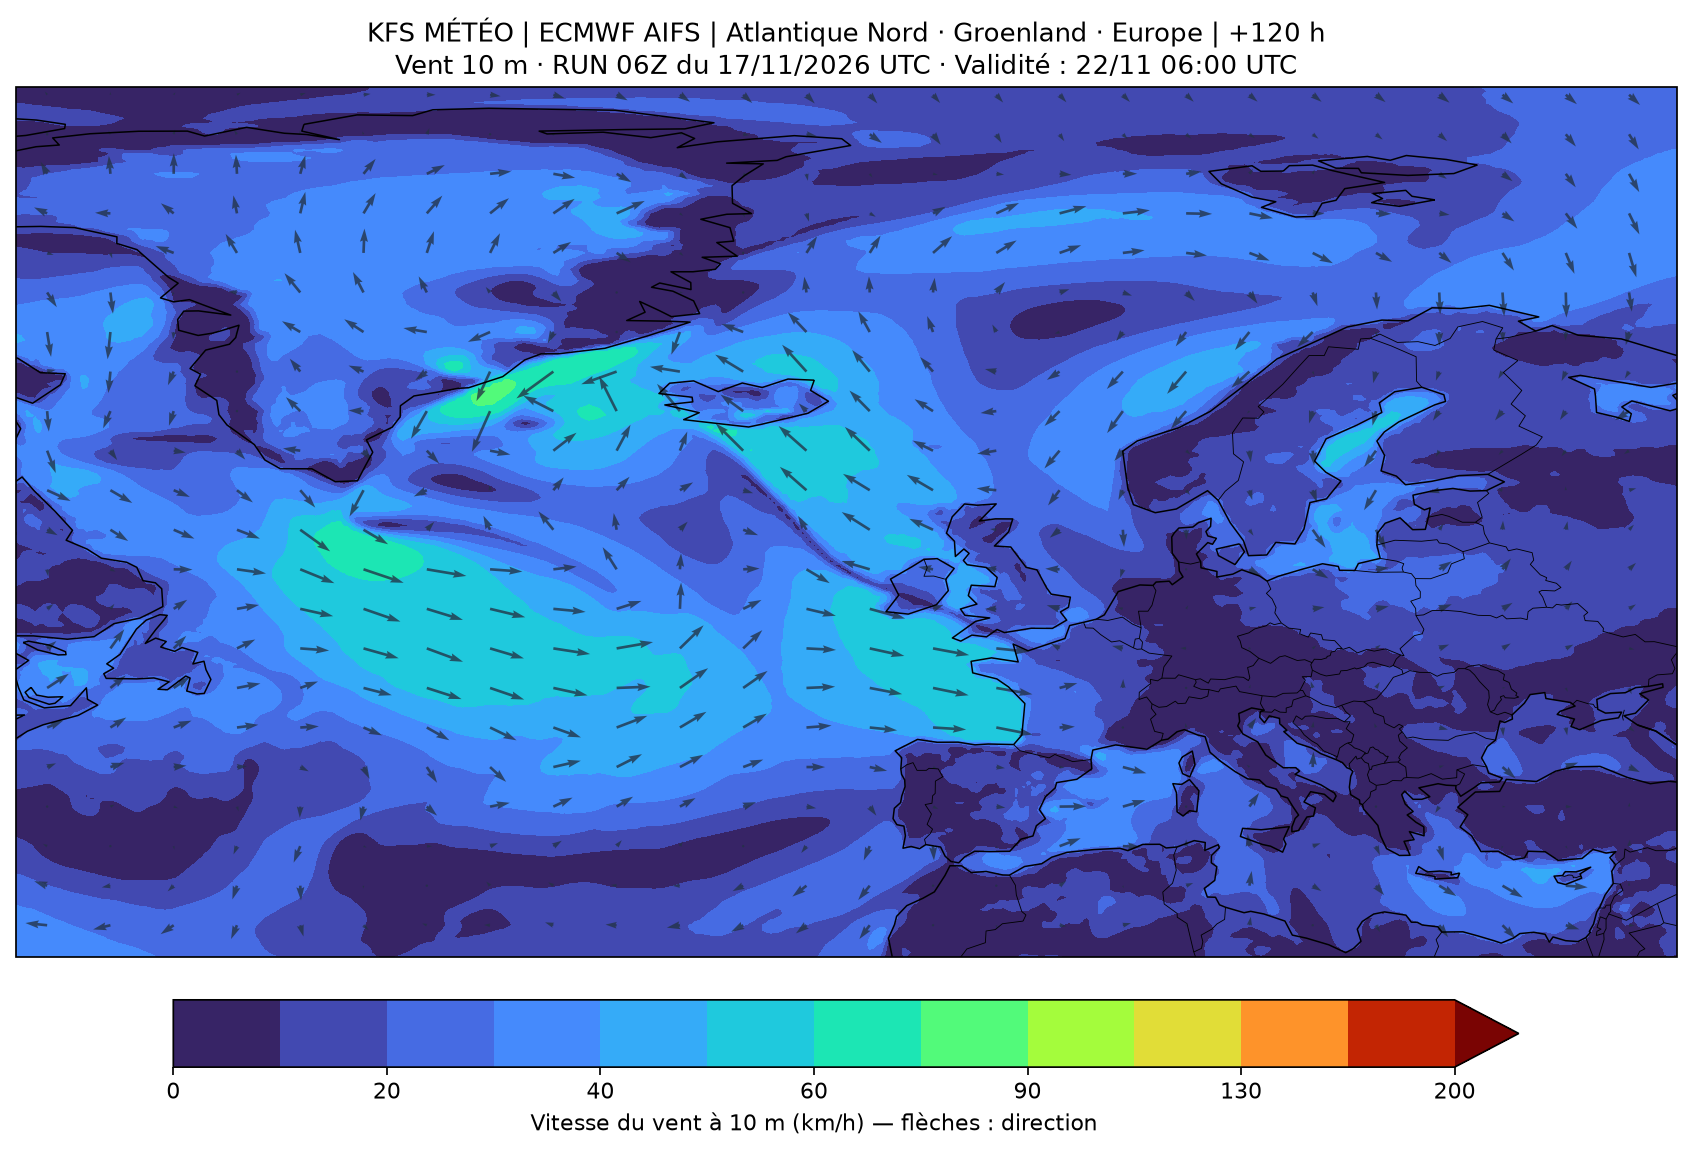 KFS MÉTÉO | ECMWF AIFS | Atlantique Nord · Groenland · Europe | +120 h
Vent 10 m · RUN 06Z du 17/11/2026 UTC · Validité : 22/11 06:00 UTC
0 20 40 60 90 130 200
Vitesse du vent à 10 m (km/h) — flèches : direction